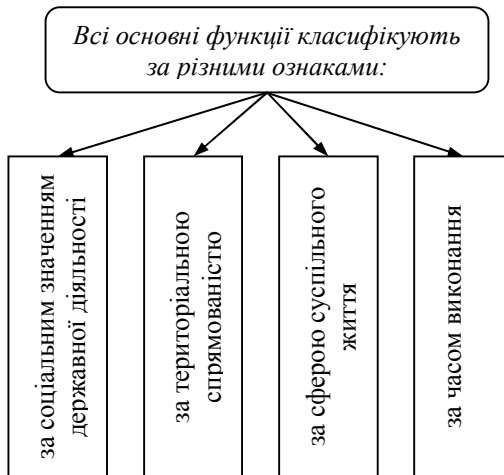 Всі основні функції класифікують
за різними ознаками:
за соціальним значенням
державної діяльності
за територіальною
спрямованістю
за сферою суспільного
життя
за часом виконання